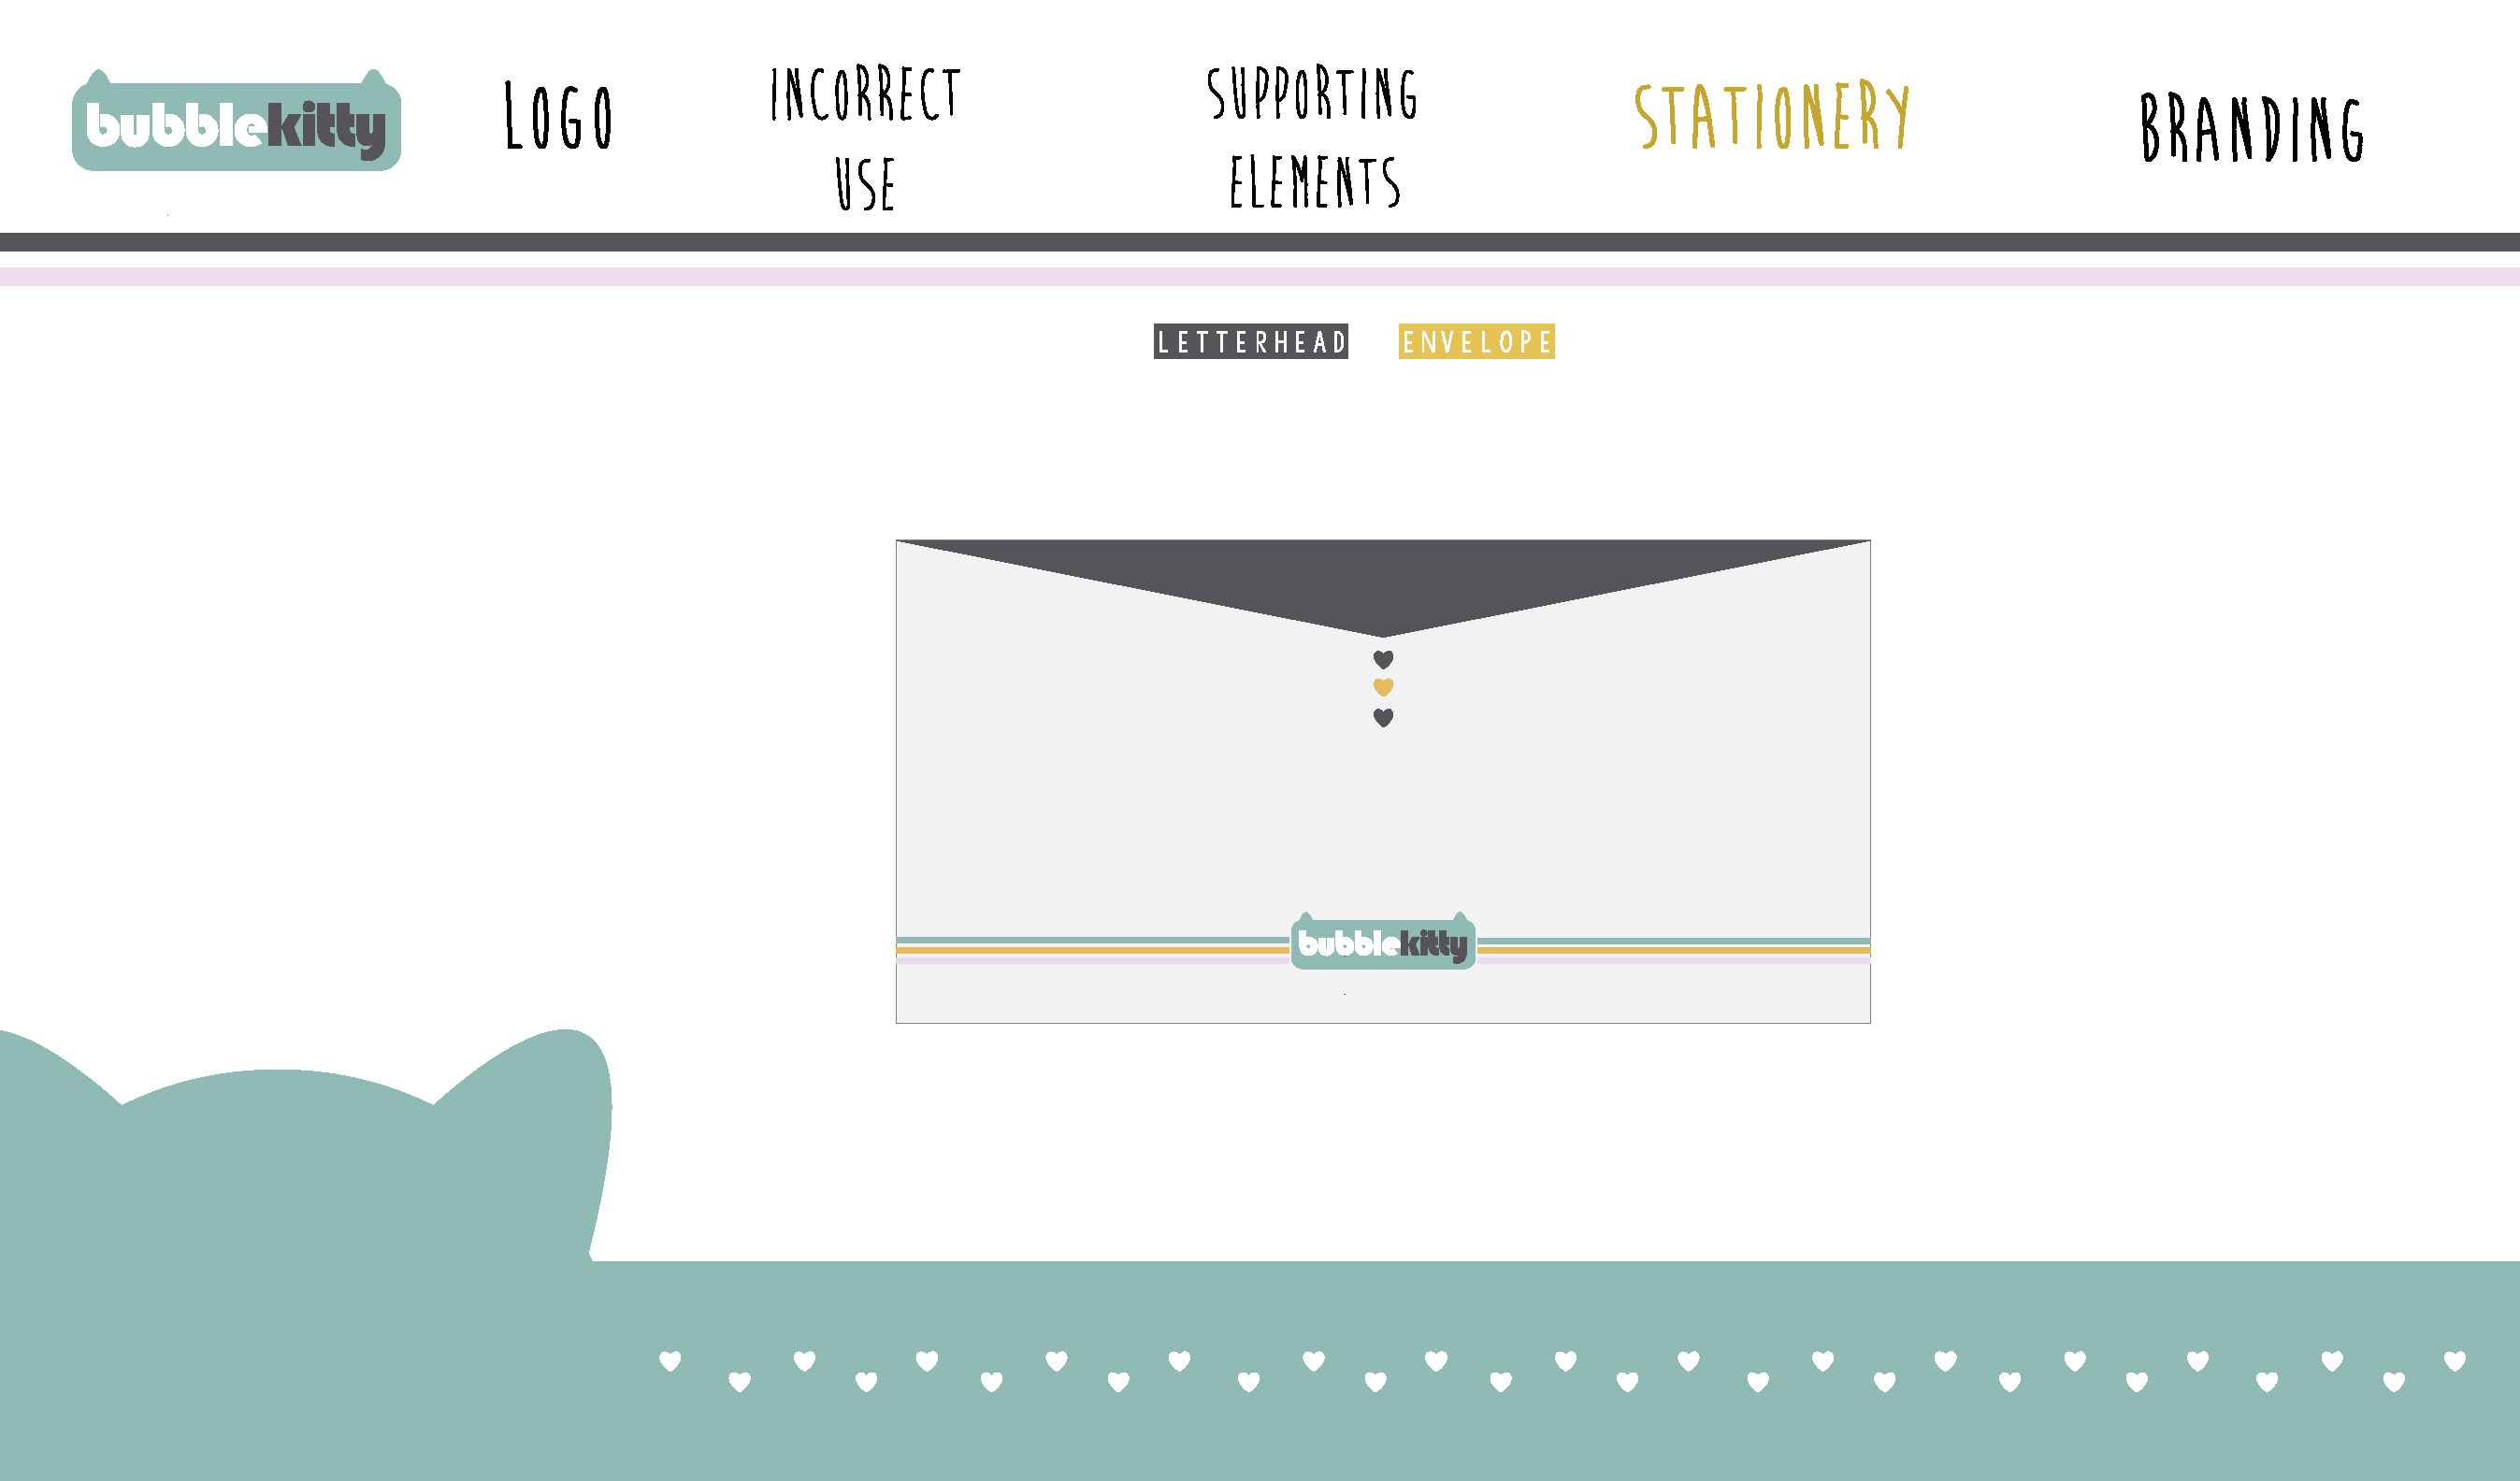 bubblekitty
LOGO
INCORRECT
USE
SUPPORTING
ELEMENTS
STATIONERY
BRANDING
LETTERHEAD
ENVELOPE
bubblekitty